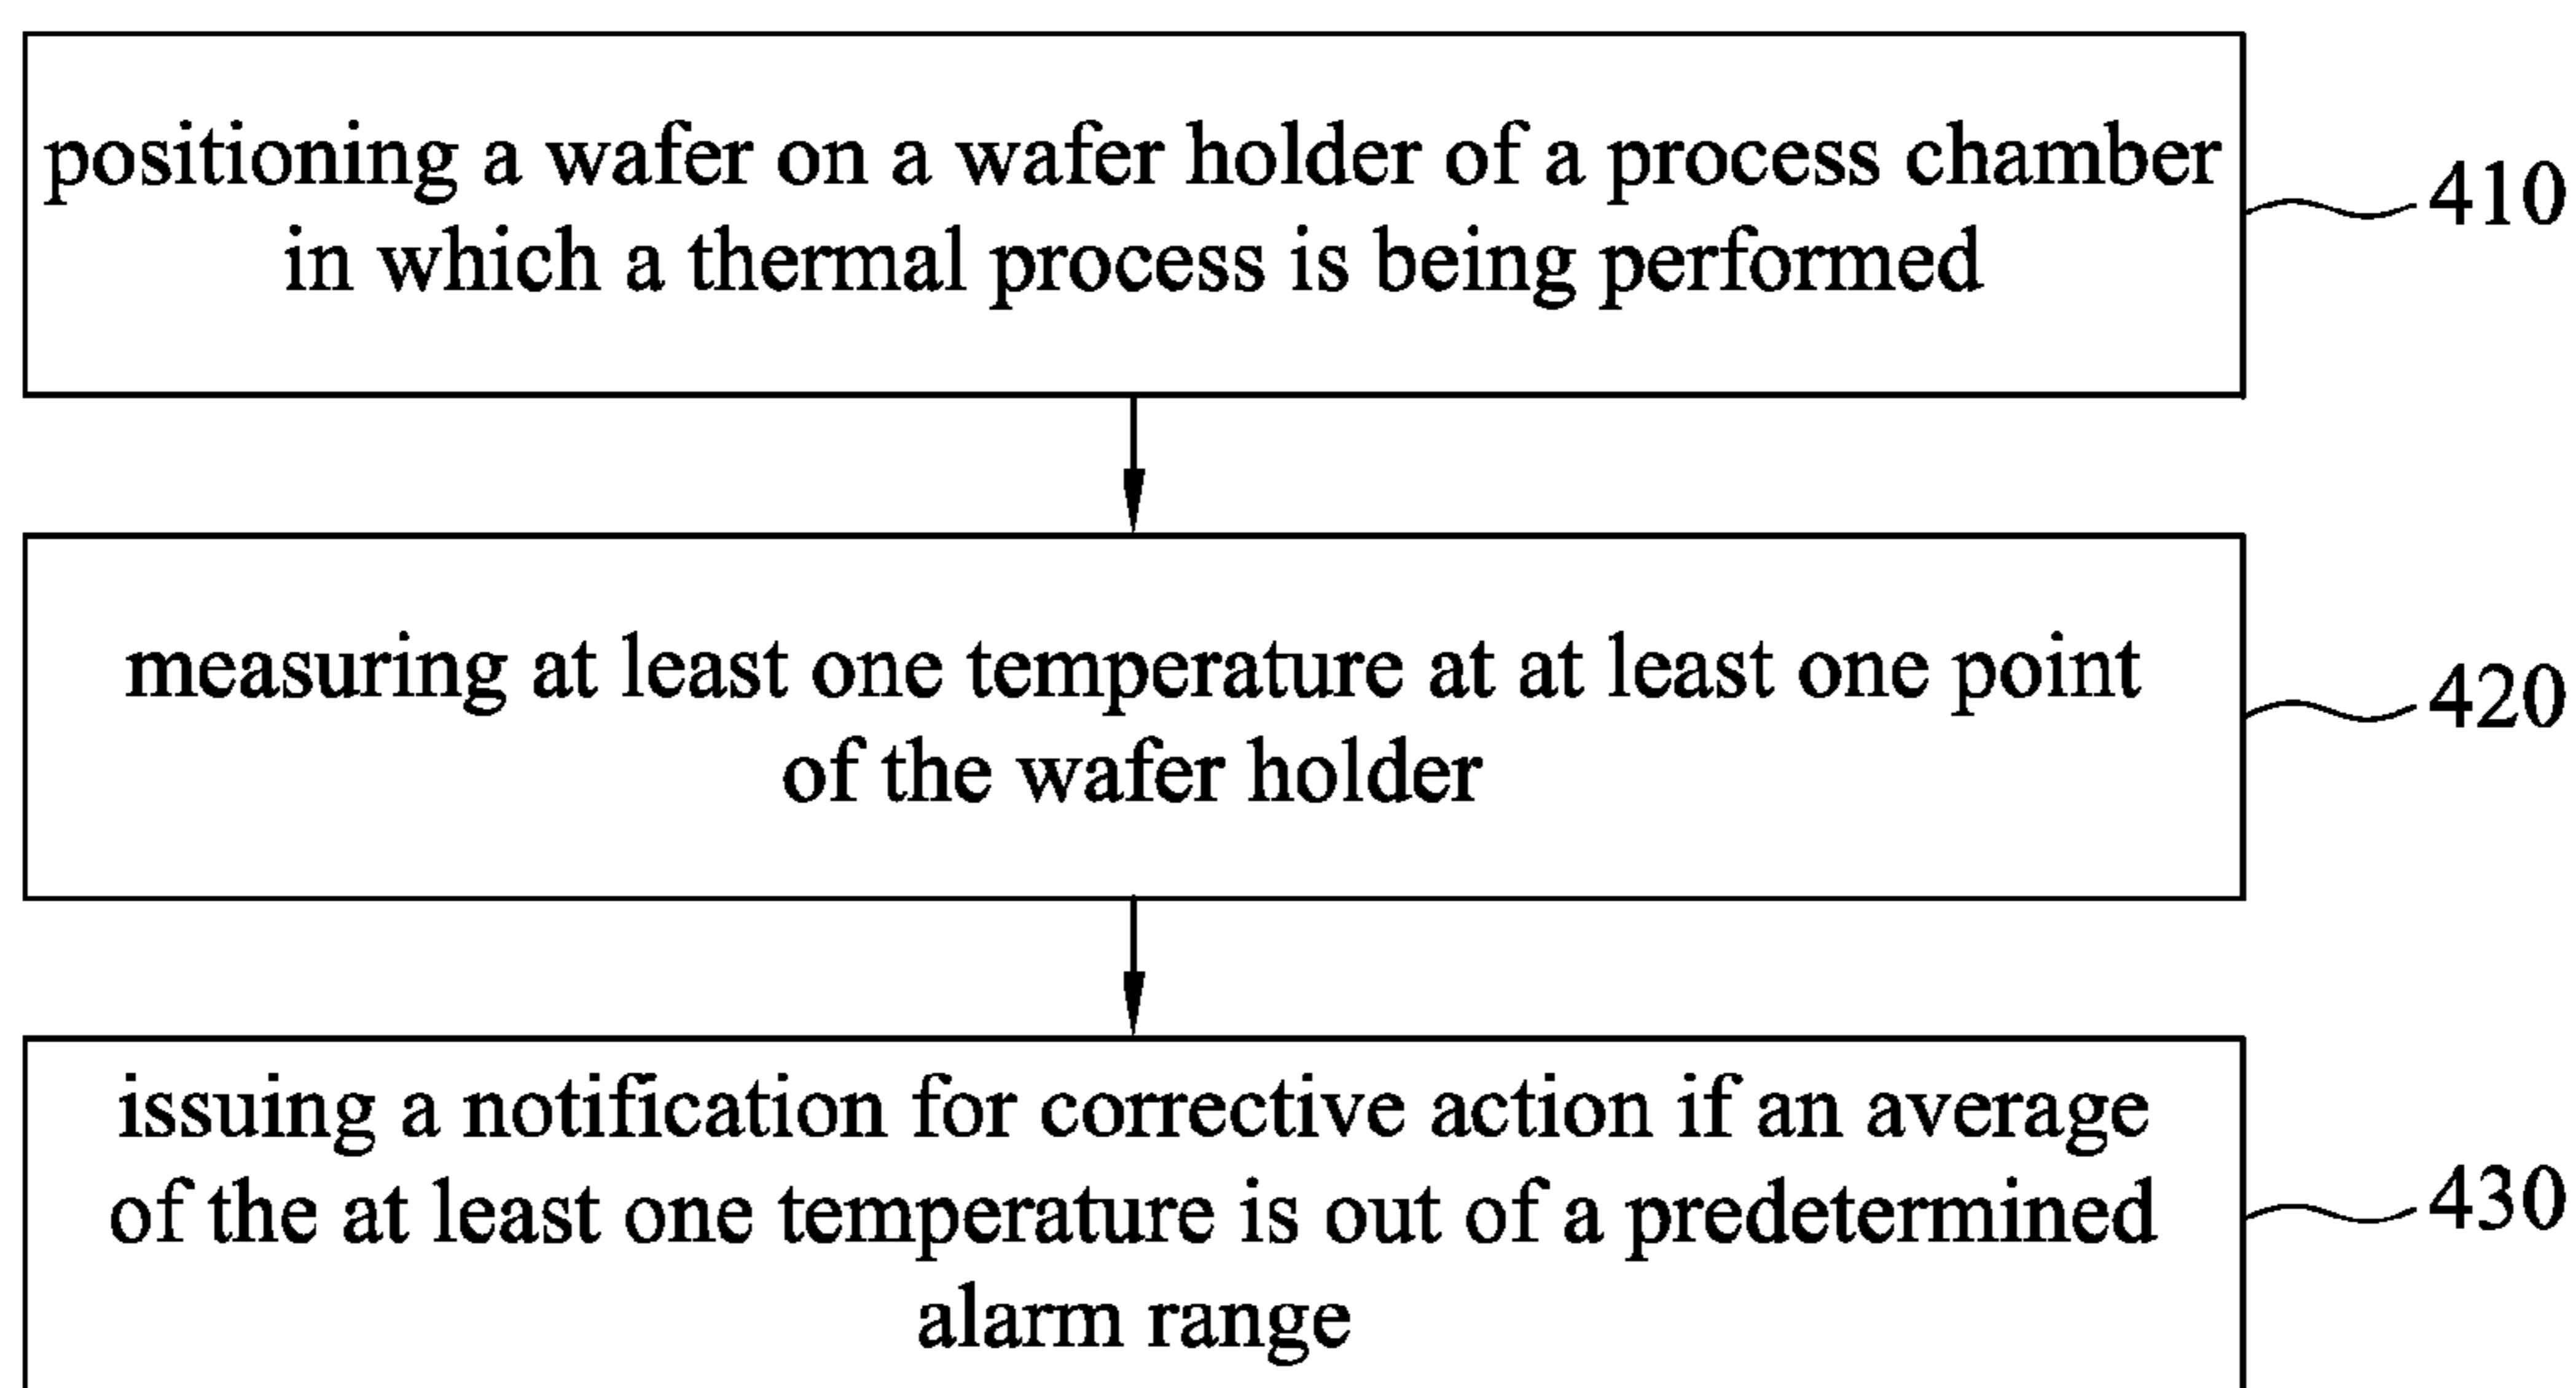 positioning a wafer on a wafer holder of a process chamber
in which a thermal process is being performed
410
measuring at least one temperature at at least one point
of the wafer holder
420
issuing a notification for corrective action if an average
of the at least one temperature is out of a predetermined
alarm range
430